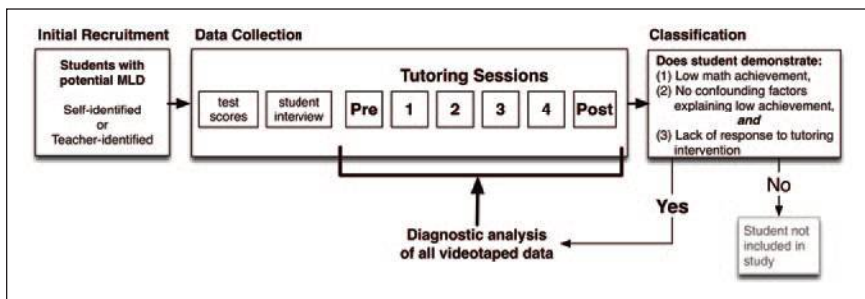 Initial Recruitment
Students with
potential MLD
Self-identified
or
Teacher-identified
Data Collection
Tutoring Sessions
test
scores
student
interview
Pre
1
2
3
4
Post
Diagnostic analysis
of all videotaped data
Classification
Does student demonstrate:
(1) Low math achievement,
(2) No confounding factors
explaining low achievement,
and
(3) Lack of response to tutoring
intervention
Yes
No
Student not
included in
study